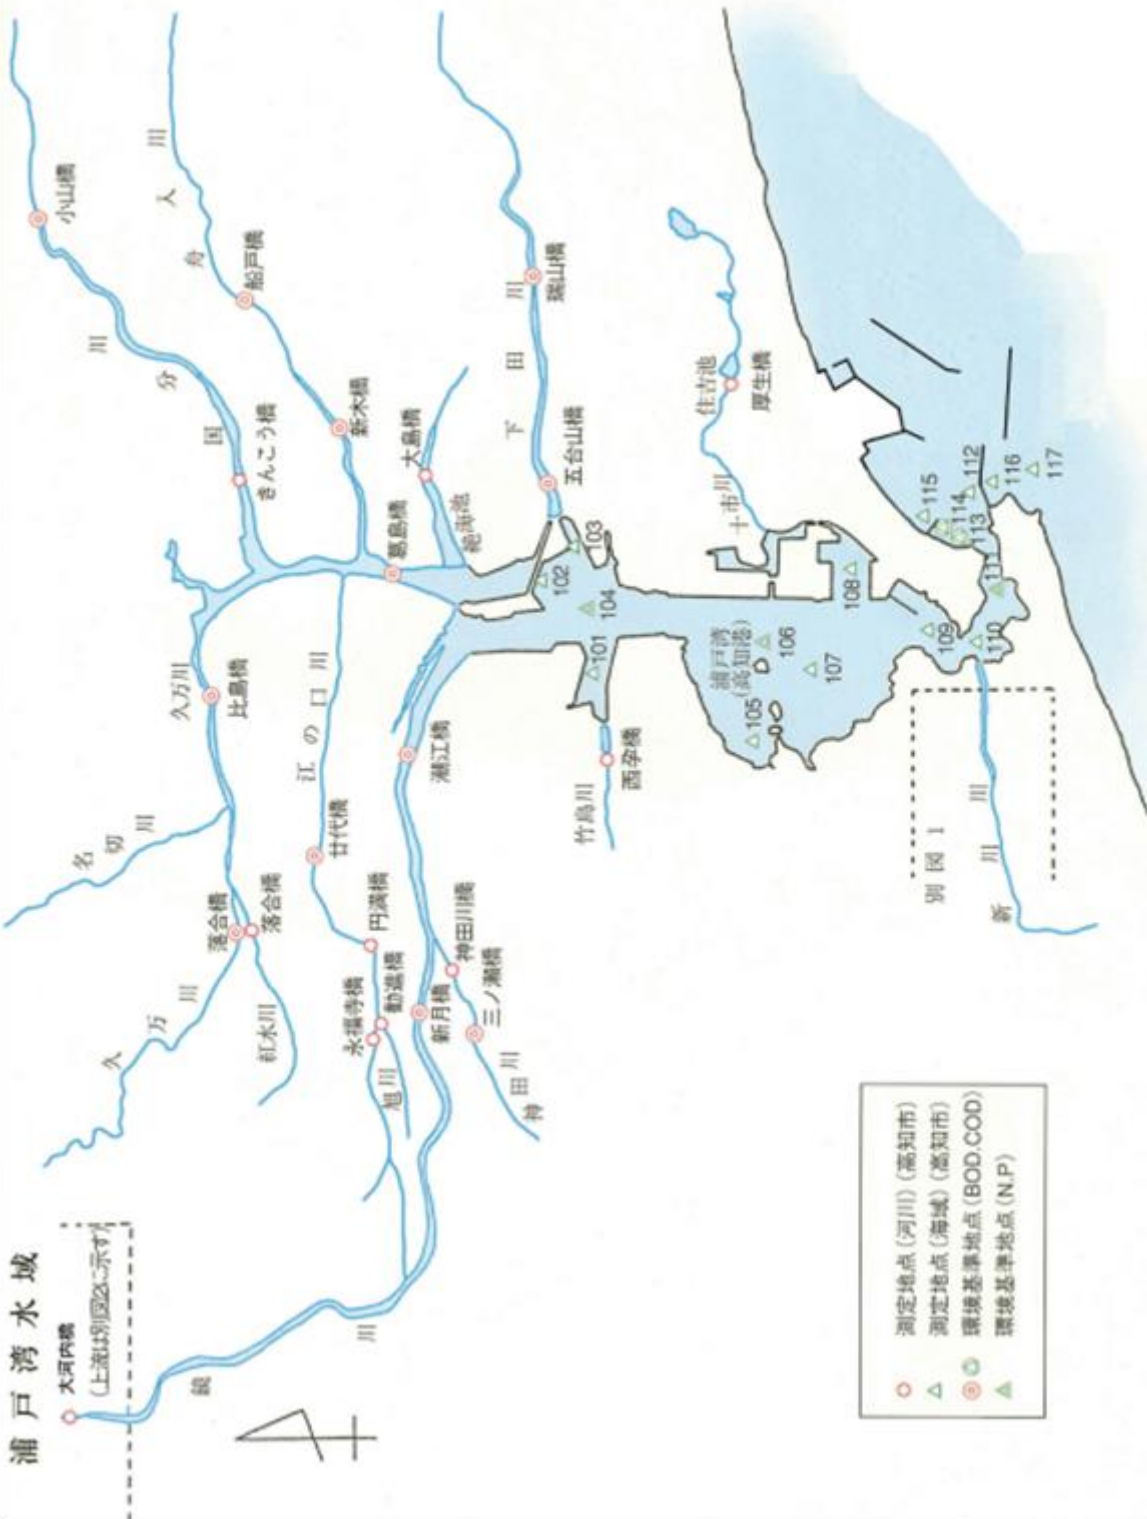 浦戸湾水域
大河内橋
(上流は別図2に示す)
鏡川
久万川
紅水川
落合橋
落合橋
名切川
久万川
比島橋
国分川
小山橋
きんこう橋
舟入川
船戸橋
新木橋
江の口川
廿代橋
円満橋
勧進橋
永福寺橋
旭川
葛島橋
大島橋
絶海池
潮江橋
新月橋
神田川橋
三ノ瀬橋
神田川
下田川
瑞山橋
五台山橋
竹島川
西孕橋
101
102
103
104
住吉池
厚生橋
十市川
浦戸湾
(高知港)
105
106
107
108
109
110
111
112
113
114
115
116
117
別図1
新川川
測定地点(河川)(高知市)
測定地点(海域)(高知市)
環境基準地点(BOD,COD)
環境基準地点(N,P)